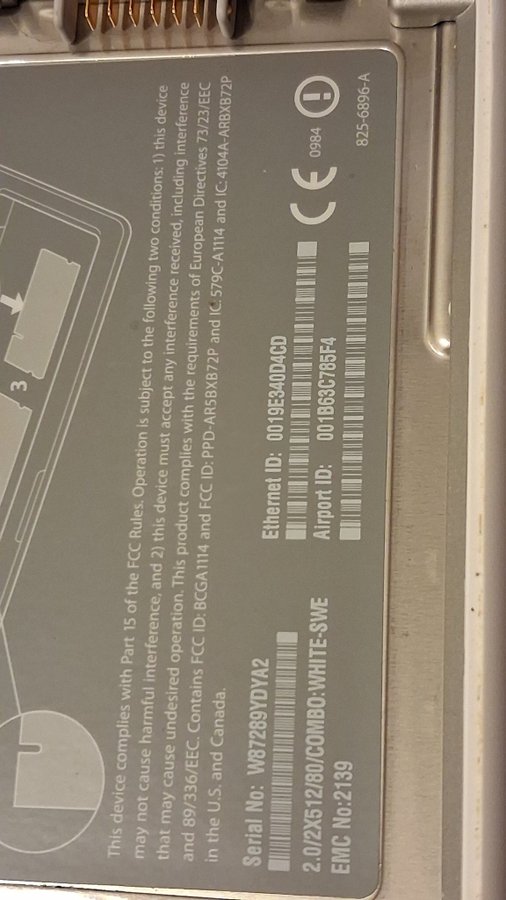 This device complies with Part 15 of the FCC Rules. Operation is subject to the following two conditions: 1) this device
may not cause harmful interference, and 2) this device must accept any interference received, including interference
that may cause undesired operation. This product complies with the requirements of European Directives 73/23/EEC
and 89/336/EEC. Contains FCC ID: BCGA1114 and FCC ID: PPD-AR5BXB72P and IC: 579C-A1114 and IC: 4104A-ARBXB72P
in the U.S. and Canada.
Serial No: W87289YDYA2
2.0/2X512/80/COMBO:WHITE-SWE
EMC No:2139
Ethernet ID: 0019E340D4CD
Airport ID: 001B63C785F4
CE 0984
825-6896-A
3